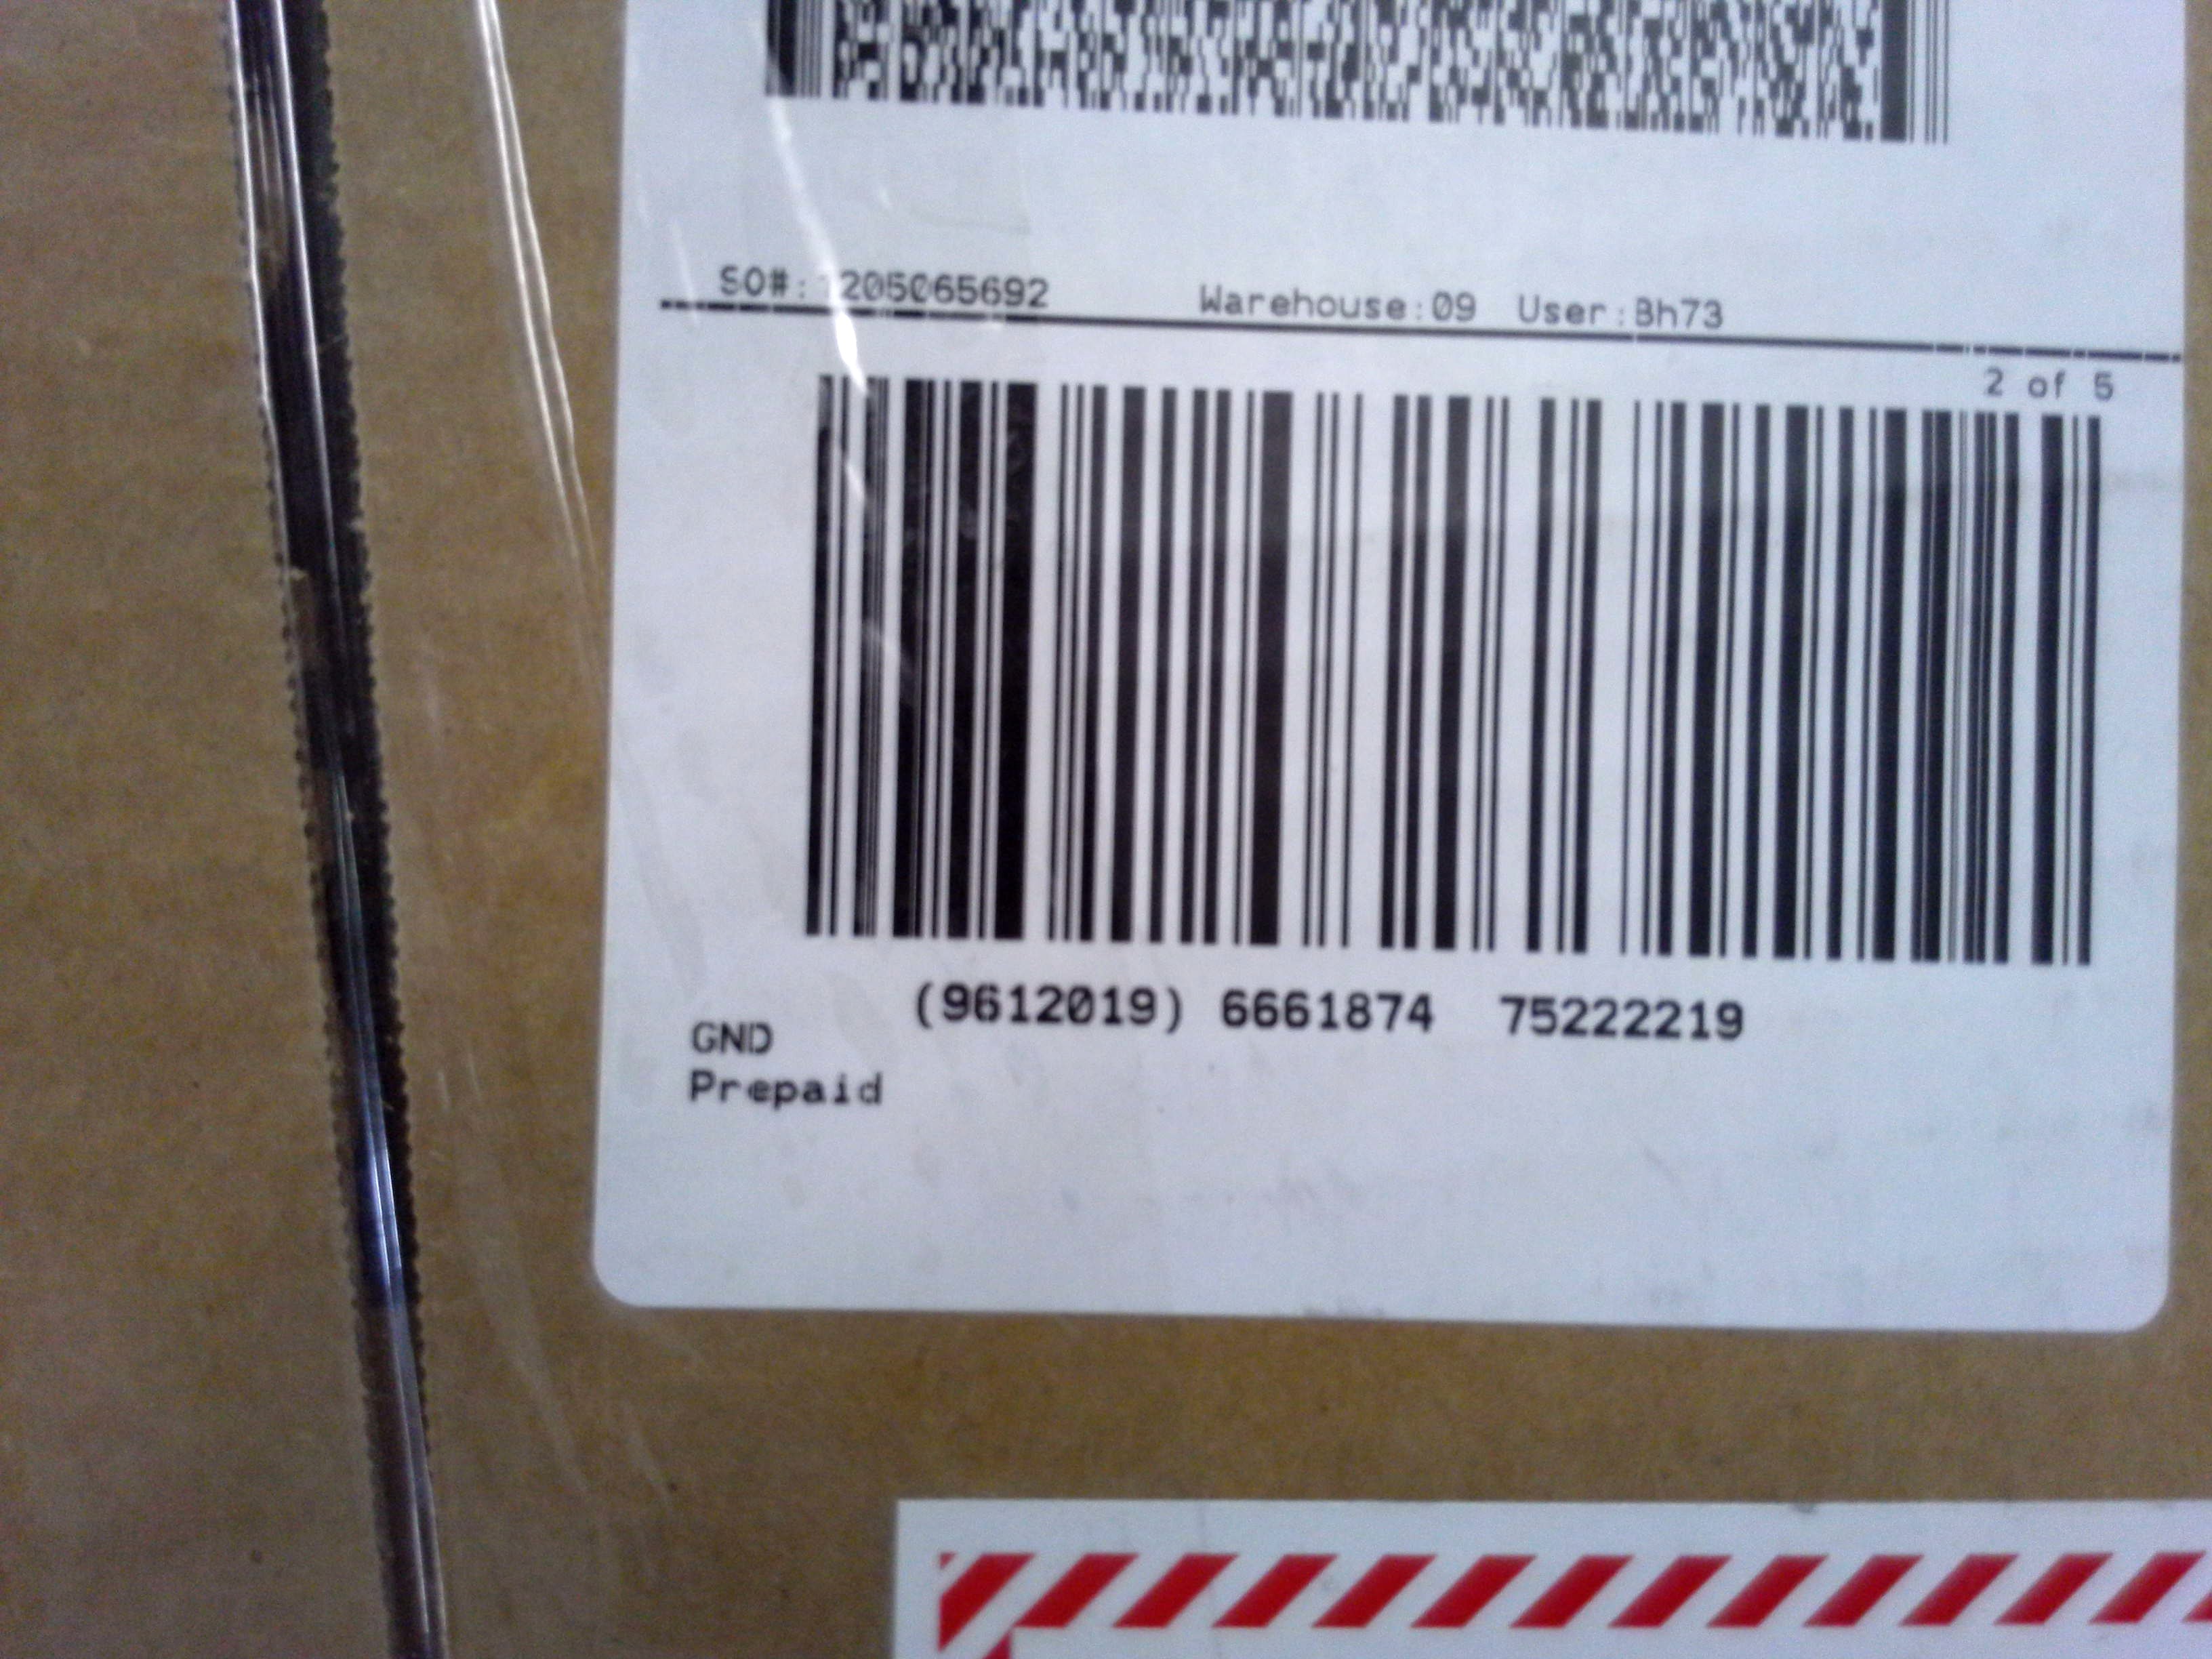 SO#: 205065692 Warehouse:09 User:Bh73
2 of 5
(9612019) 6661874 75222219
GND
Prepaid